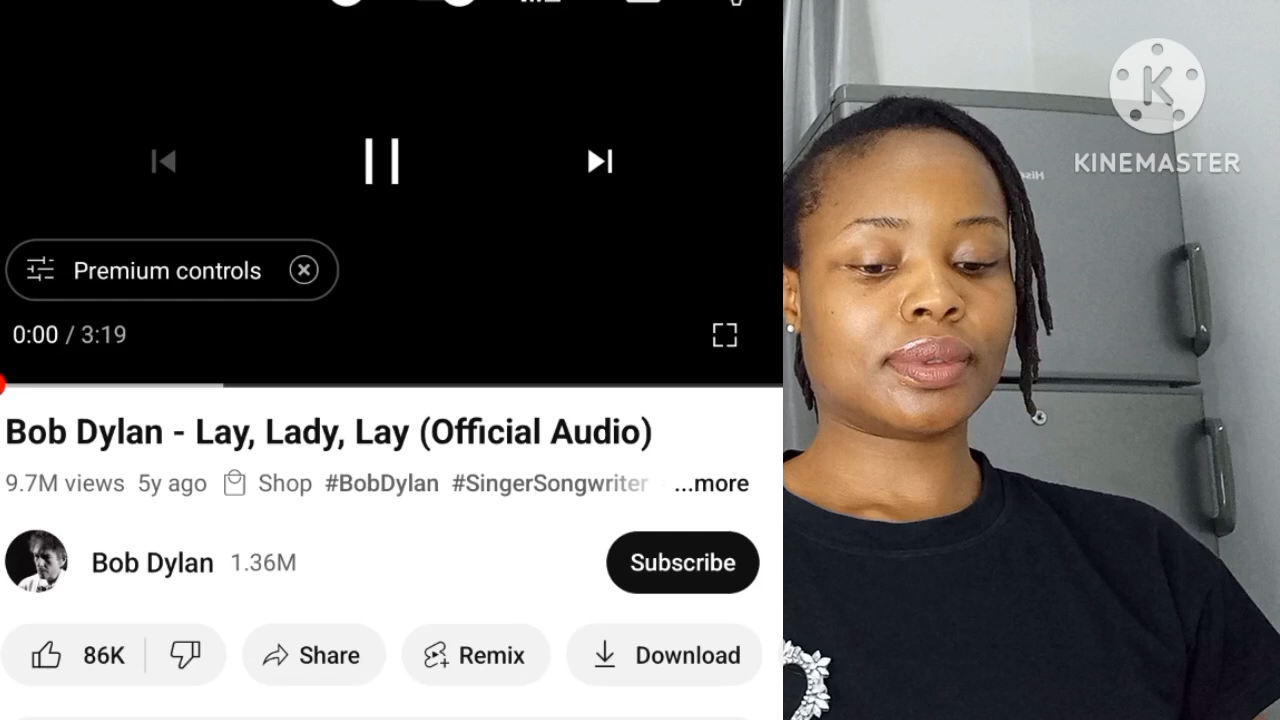 KINEMASTER
Premium controls
0:00 / 3:19
Bob Dylan - Lay, Lady, Lay (Official Audio)
9.7M views 5y ago Shop #BobDylan #SingerSongwriter ...more
Bob Dylan 1.36M
Subscribe
86K
Share
Remix
Download